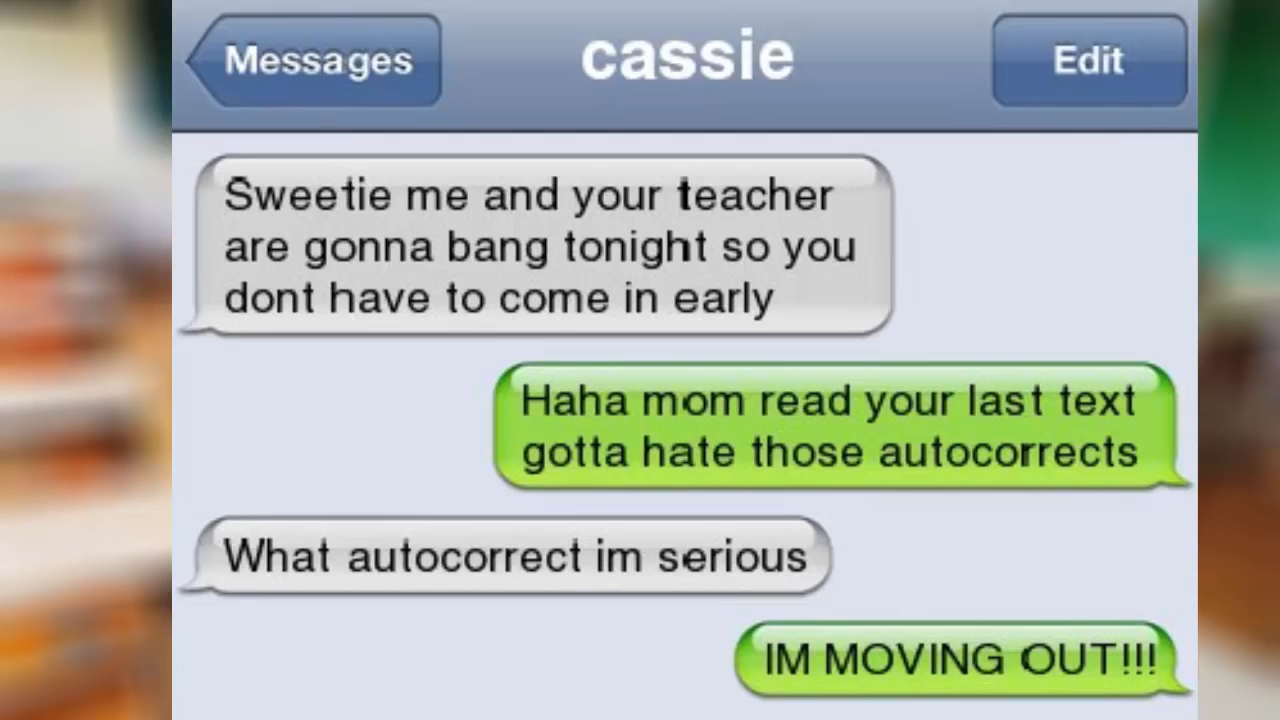 Messages
cassie
Edit
Sweetie me and your teacher
are gonna bang tonight so you
dont have to come in early
Haha mom read your last text
gotta hate those autocorrects
What autocorrect im serious
IM MOVING OUT!!!